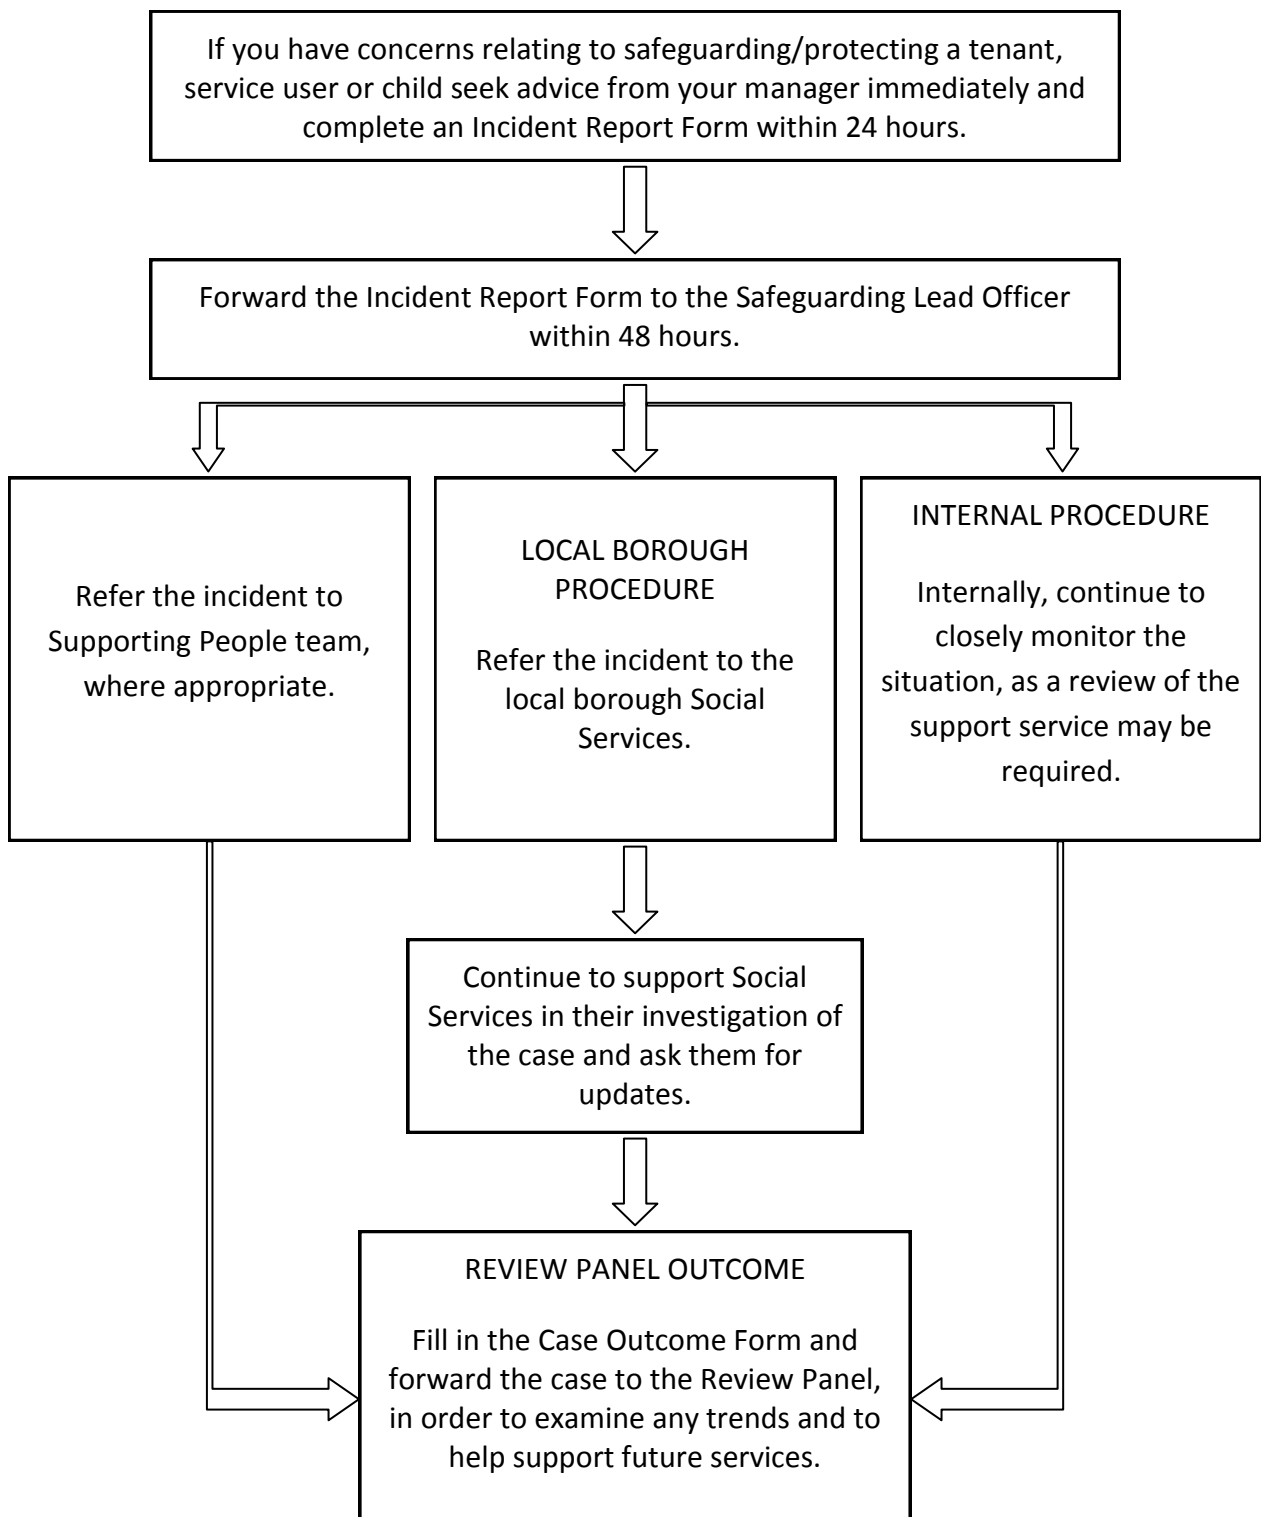 If you have concerns relating to safeguarding/protecting a tenant,
service user or child seek advice from your manager immediately and
complete an Incident Report Form within 24 hours.
Forward the Incident Report Form to the Safeguarding Lead Officer
within 48 hours.
Refer the incident to
Supporting People team,
where appropriate.
LOCAL BOROUGH
PROCEDURE
Refer the incident to the
local borough Social
Services.
INTERNAL PROCEDURE
Internally, continue to
closely monitor the
situation, as a review of the
support service may be
required.
Continue to support Social
Services in their investigation of
the case and ask them for
updates.
REVIEW PANEL OUTCOME
Fill in the Case Outcome Form and
forward the case to the Review Panel,
in order to examine any trends and to
help support future services.